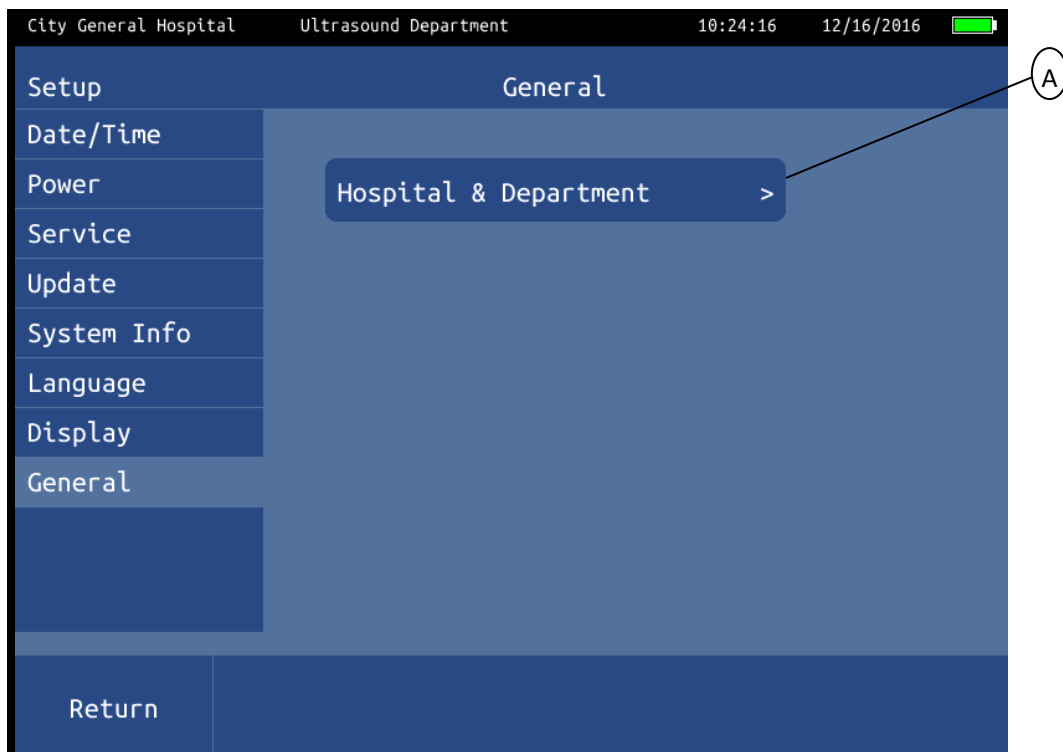 City General Hospital Ultrasound Department 10:24:16 12/16/2016
A
Setup General
Date/Time
Power
Hospital & Department >
Service
Update
System Info
Language
Display
General
Return